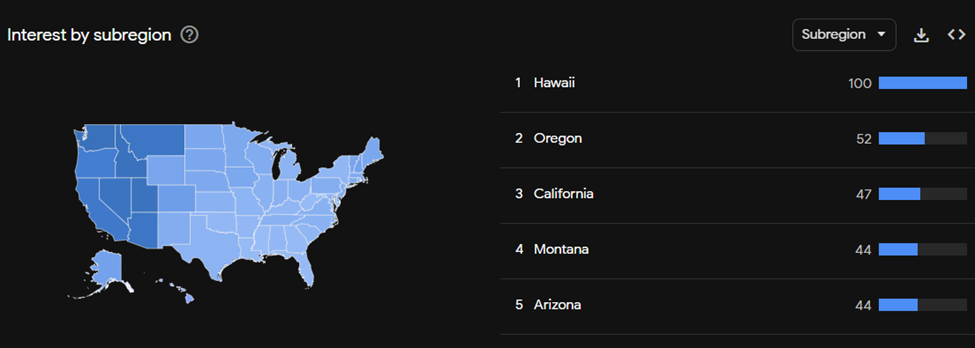 Interest by subregion
Subregion
1 Hawaii 100
2 Oregon 52
3 California 47
4 Montana 44
5 Arizona 44